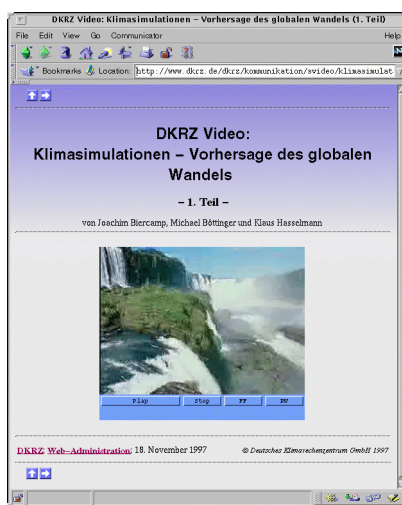 DKRZ Video: Klimasimulationen – Vorhersage des globalen Wandels (1. Teil)
File Edit View Go Communicator Help
Bookmarks Location: http://www.dkrz.de/dkrz/kommunikation/svideo/klimasimulat
DKRZ Video:
Klimasimulationen – Vorhersage des globalen
Wandels
– 1. Teil –
von Joachim Biercamp, Michael Böttinger und Klaus Hasselmann
Play Stop FF RW
DKRZ Web–Administration: 18. November 1997 © Deutsches Klimarechenzentrum GmbH 1997